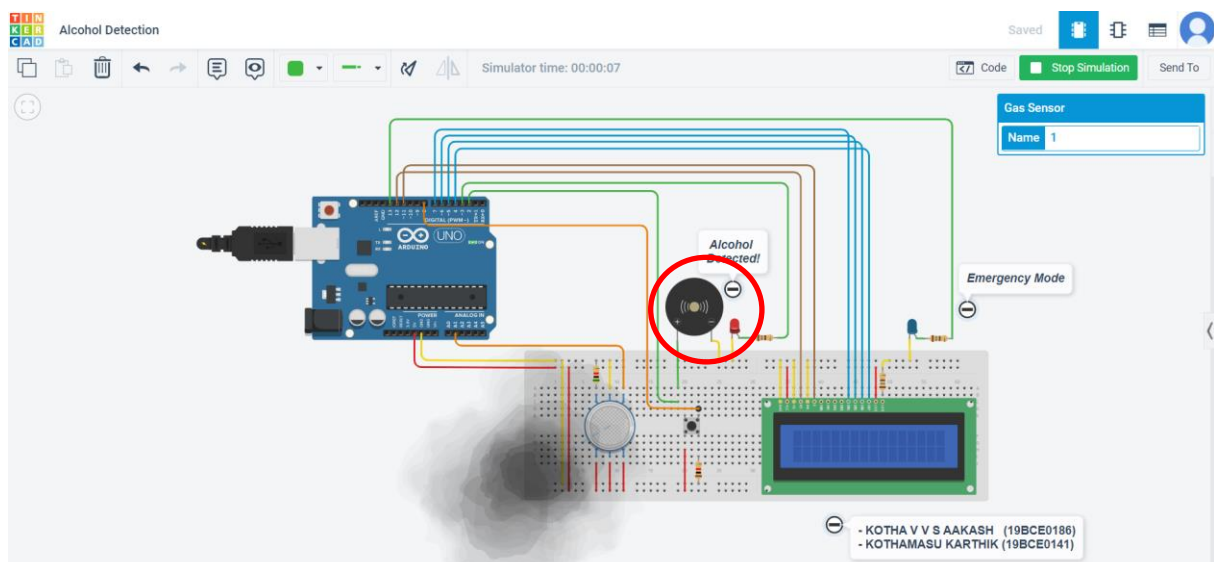 TIN
KER
CAD
Alcohol Detection
Saved
Simulator time: 00:00:07
Code
Stop Simulation
Send To
Gas Sensor
Name 1
DIGITAL (PWM~)
UNO
ARDUINO
Alcohol
Detected!
Emergency Mode
POWER
ANALOG IN
- KOTHA V V S AAKASH (19BCE0186)
- KOTHAMASU KARTHIK (19BCE0141)